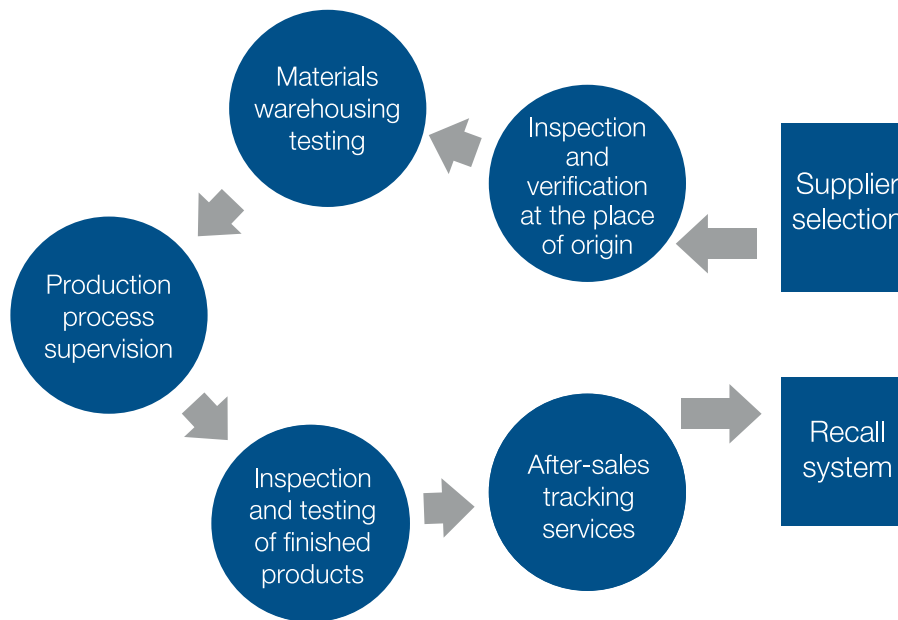 Supplier
selection
Inspection
and
verification
at the place
of origin
Materials
warehousing
testing
Production
process
supervision
Inspection
and testing
of finished
products
After-sales
tracking
services
Recall
system